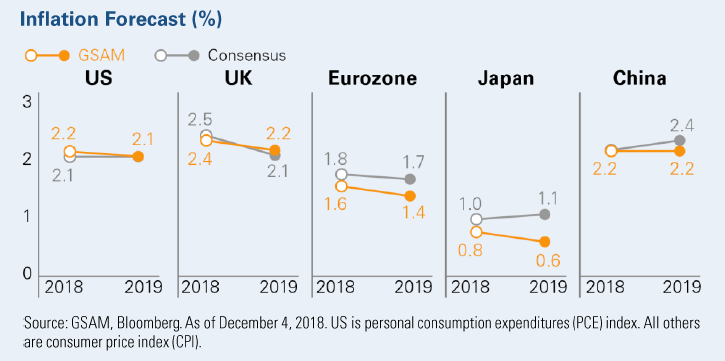 Inflation Forecast (%)
GSAM Consensus
US UK Eurozone Japan China
3
2
1
0
2.2 2.1
2.1
2.5 2.2
2.4 2.1
1.8 1.7
1.6 1.4
1.0 1.1
0.8 0.6
2.4
2.2 2.2
2018 2019 2018 2019 2018 2019 2018 2019 2018 2019
Source: GSAM, Bloomberg. As of December 4, 2018. US is personal consumption expenditures (PCE) index. All others
are consumer price index (CPI).